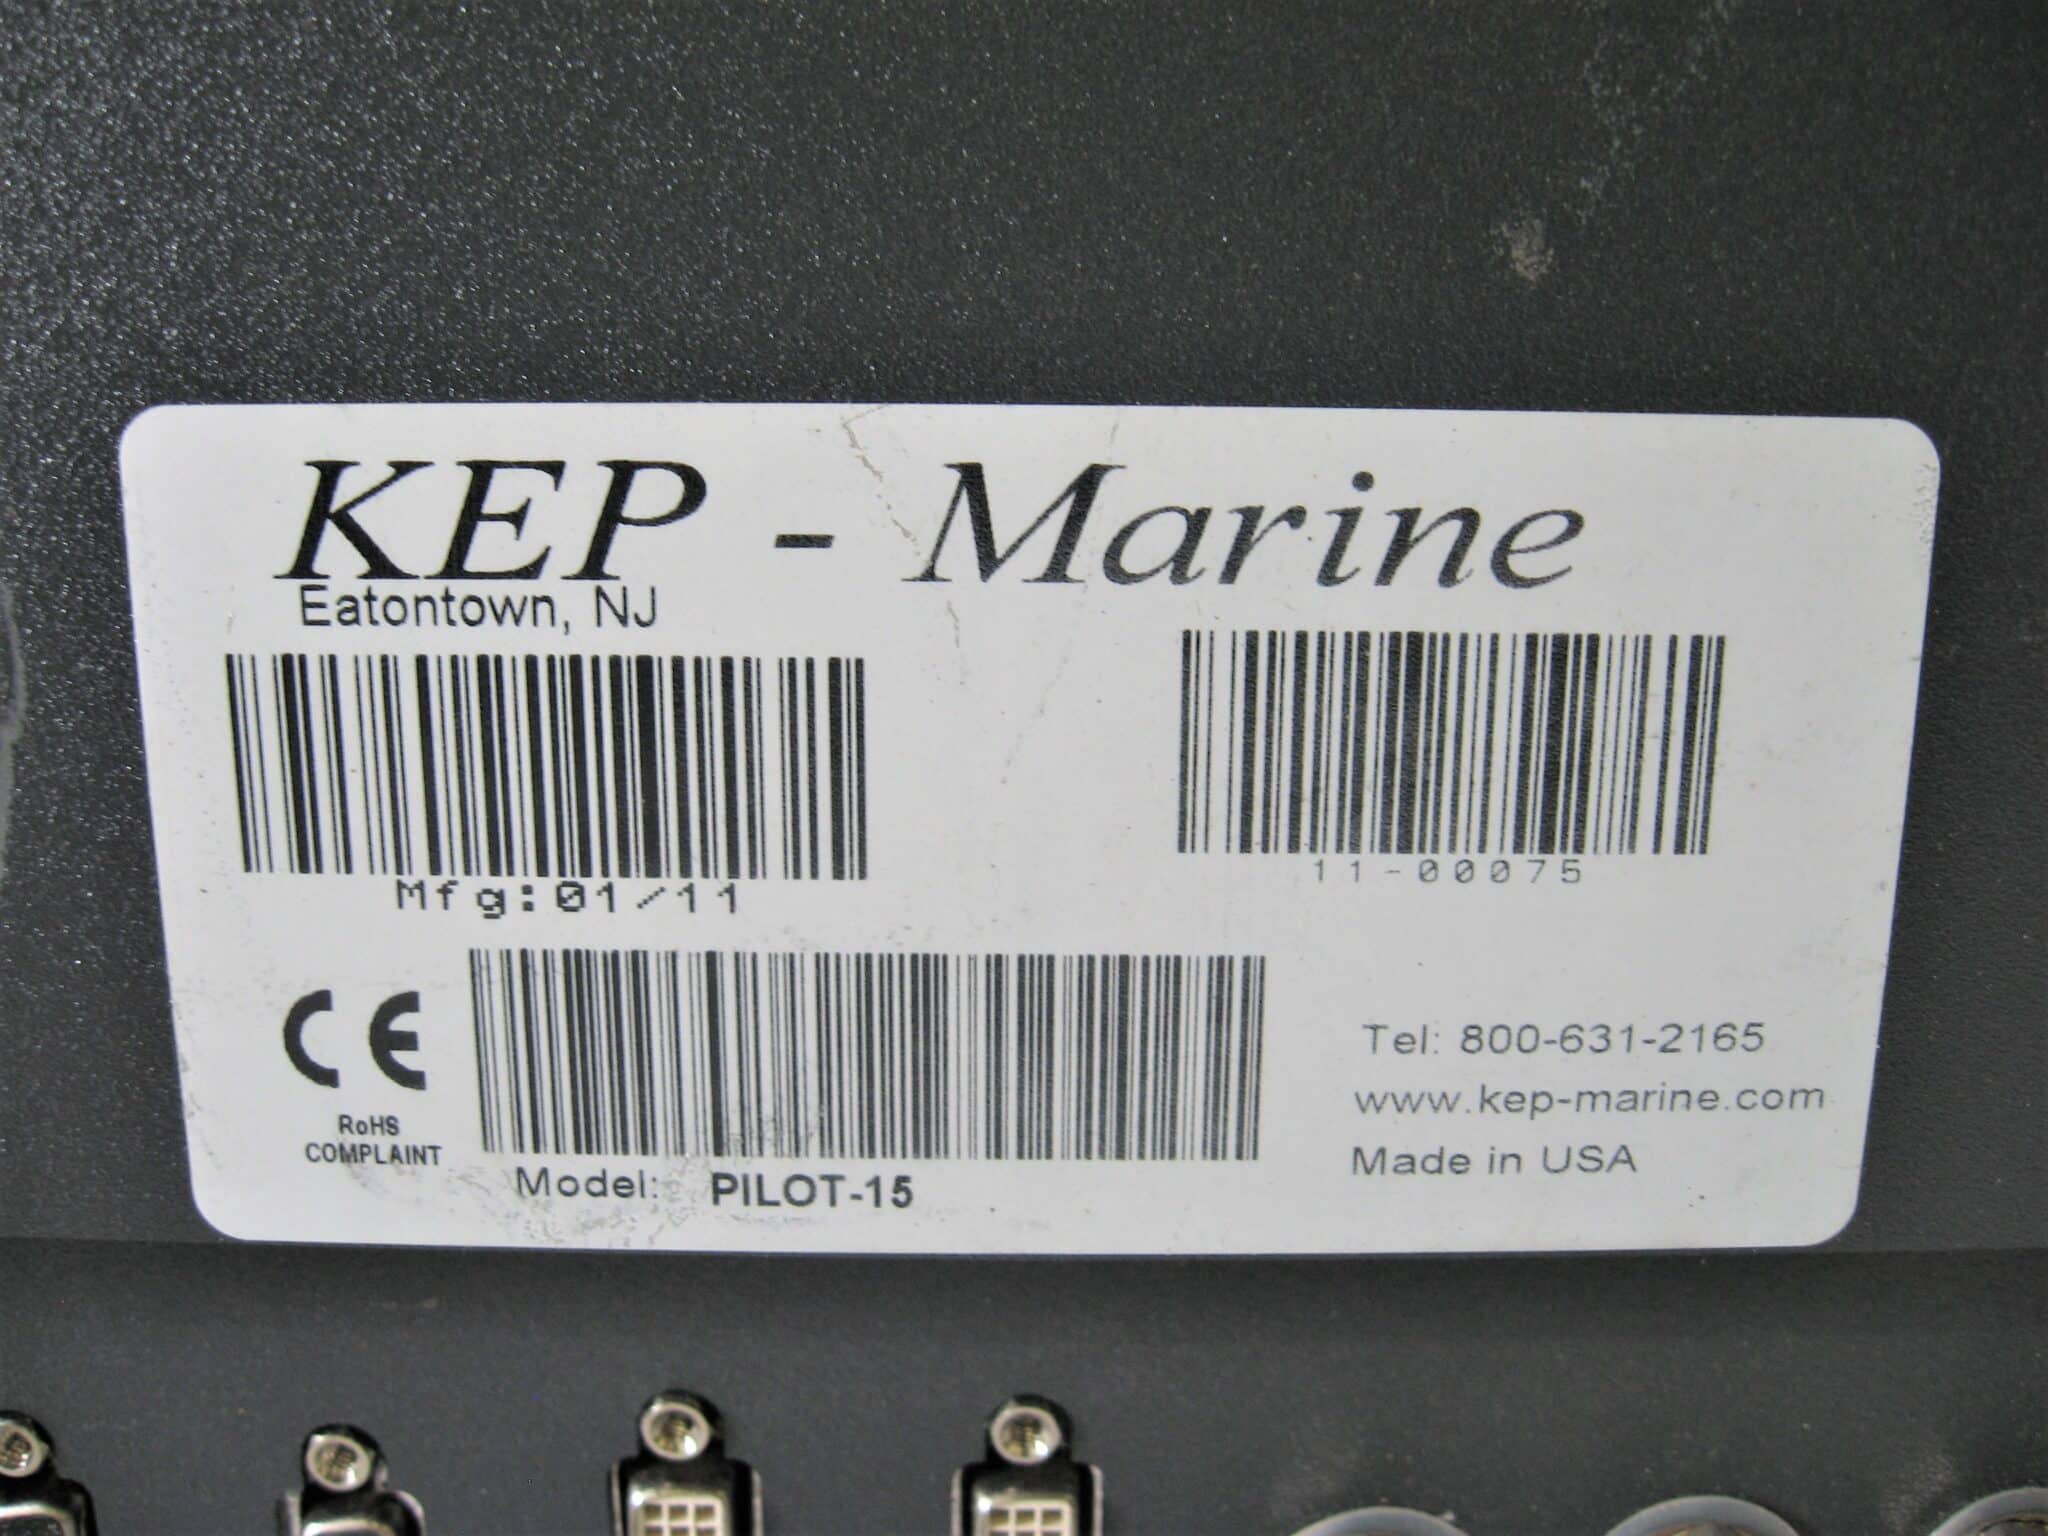 KEP - Marine
Eatontown, NJ
Mfg:01/11
11-00075
CE
RoHS
COMPLAINT
Model: PILOT-15
Tel: 800-631-2165
www.kep-marine.com
Made in USA